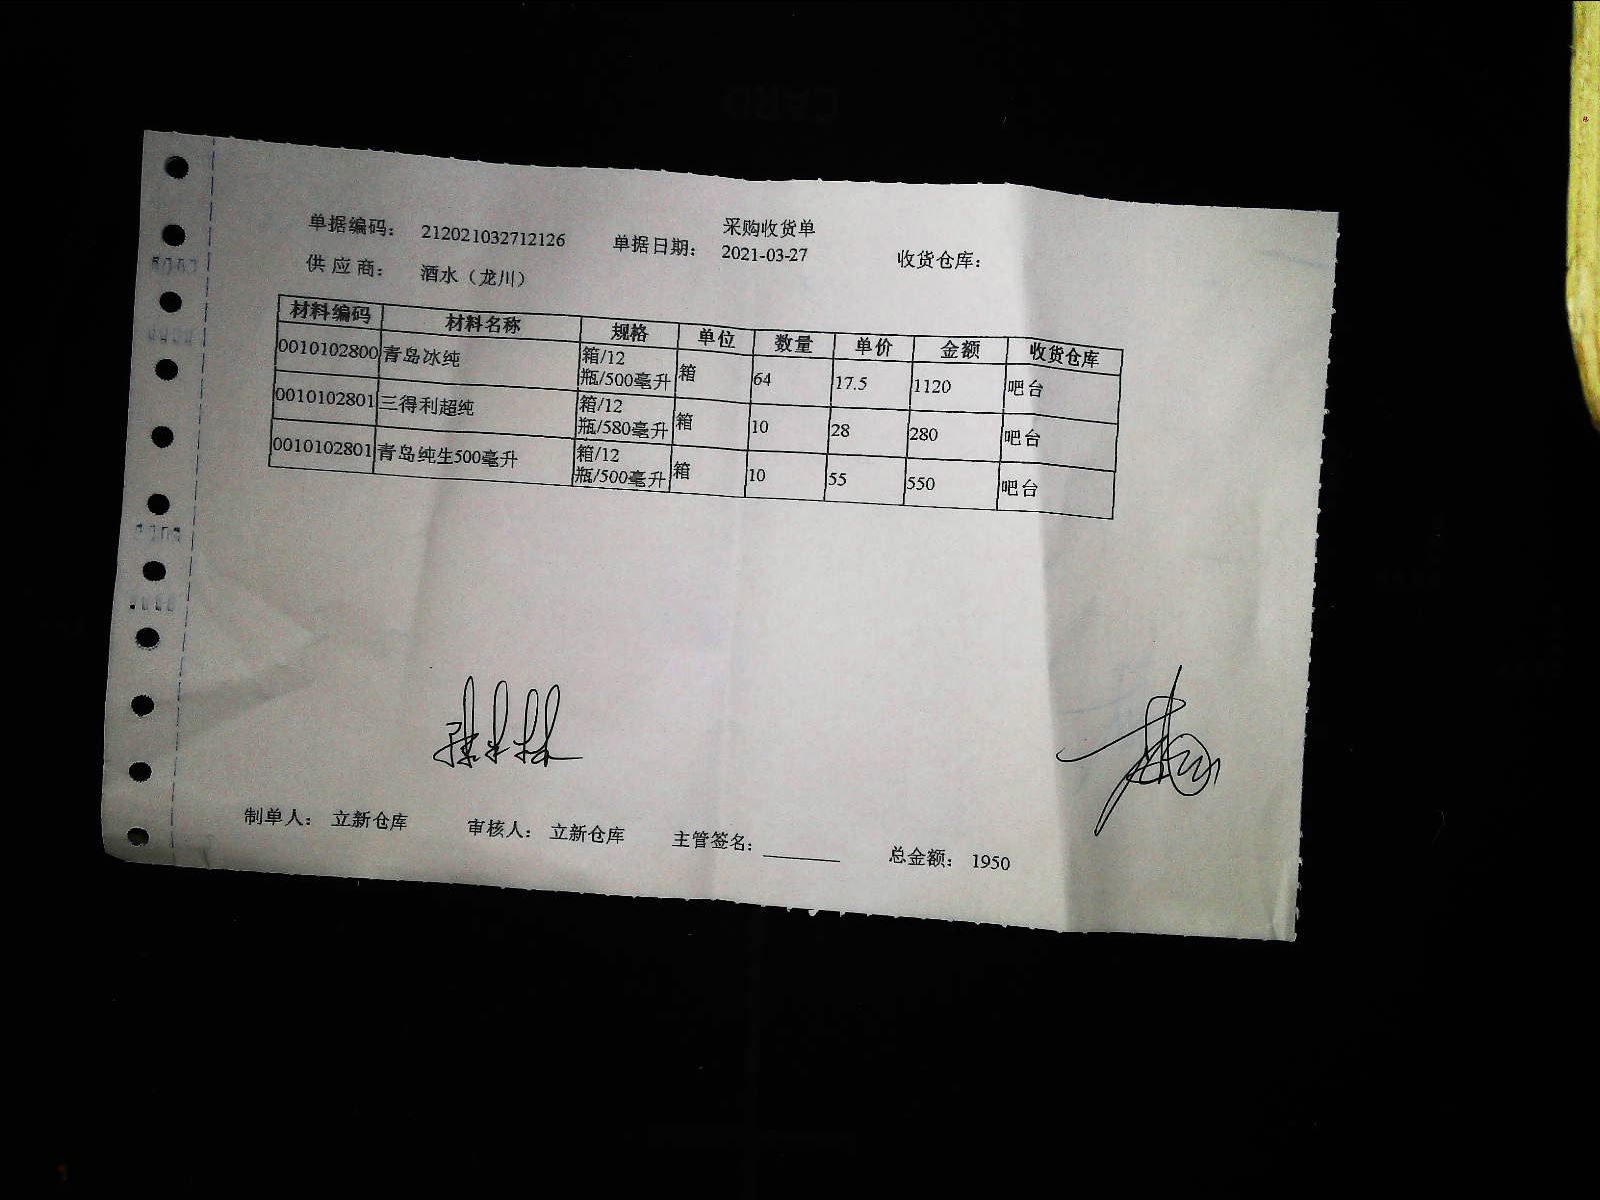 采购收货单
单据编码： 212021032712126 单据日期： 2021-03-27 收货仓库：
供应商： 酒水（龙川）
材料编码 材料名称 规格 单位 数量 单价 金额 收货仓库
0010102800 青岛冰纯 箱/12 瓶/500毫升 箱 64 17.5 1120 吧台
0010102801 三得利超纯 箱/12 瓶/580毫升 箱 10 28 280 吧台
0010102801 青岛纯生500毫升 箱/12 瓶/500毫升 箱 10 55 550 吧台
制单人： 立新仓库 审核人： 立新仓库 主管签名：________ 总金额： 1950